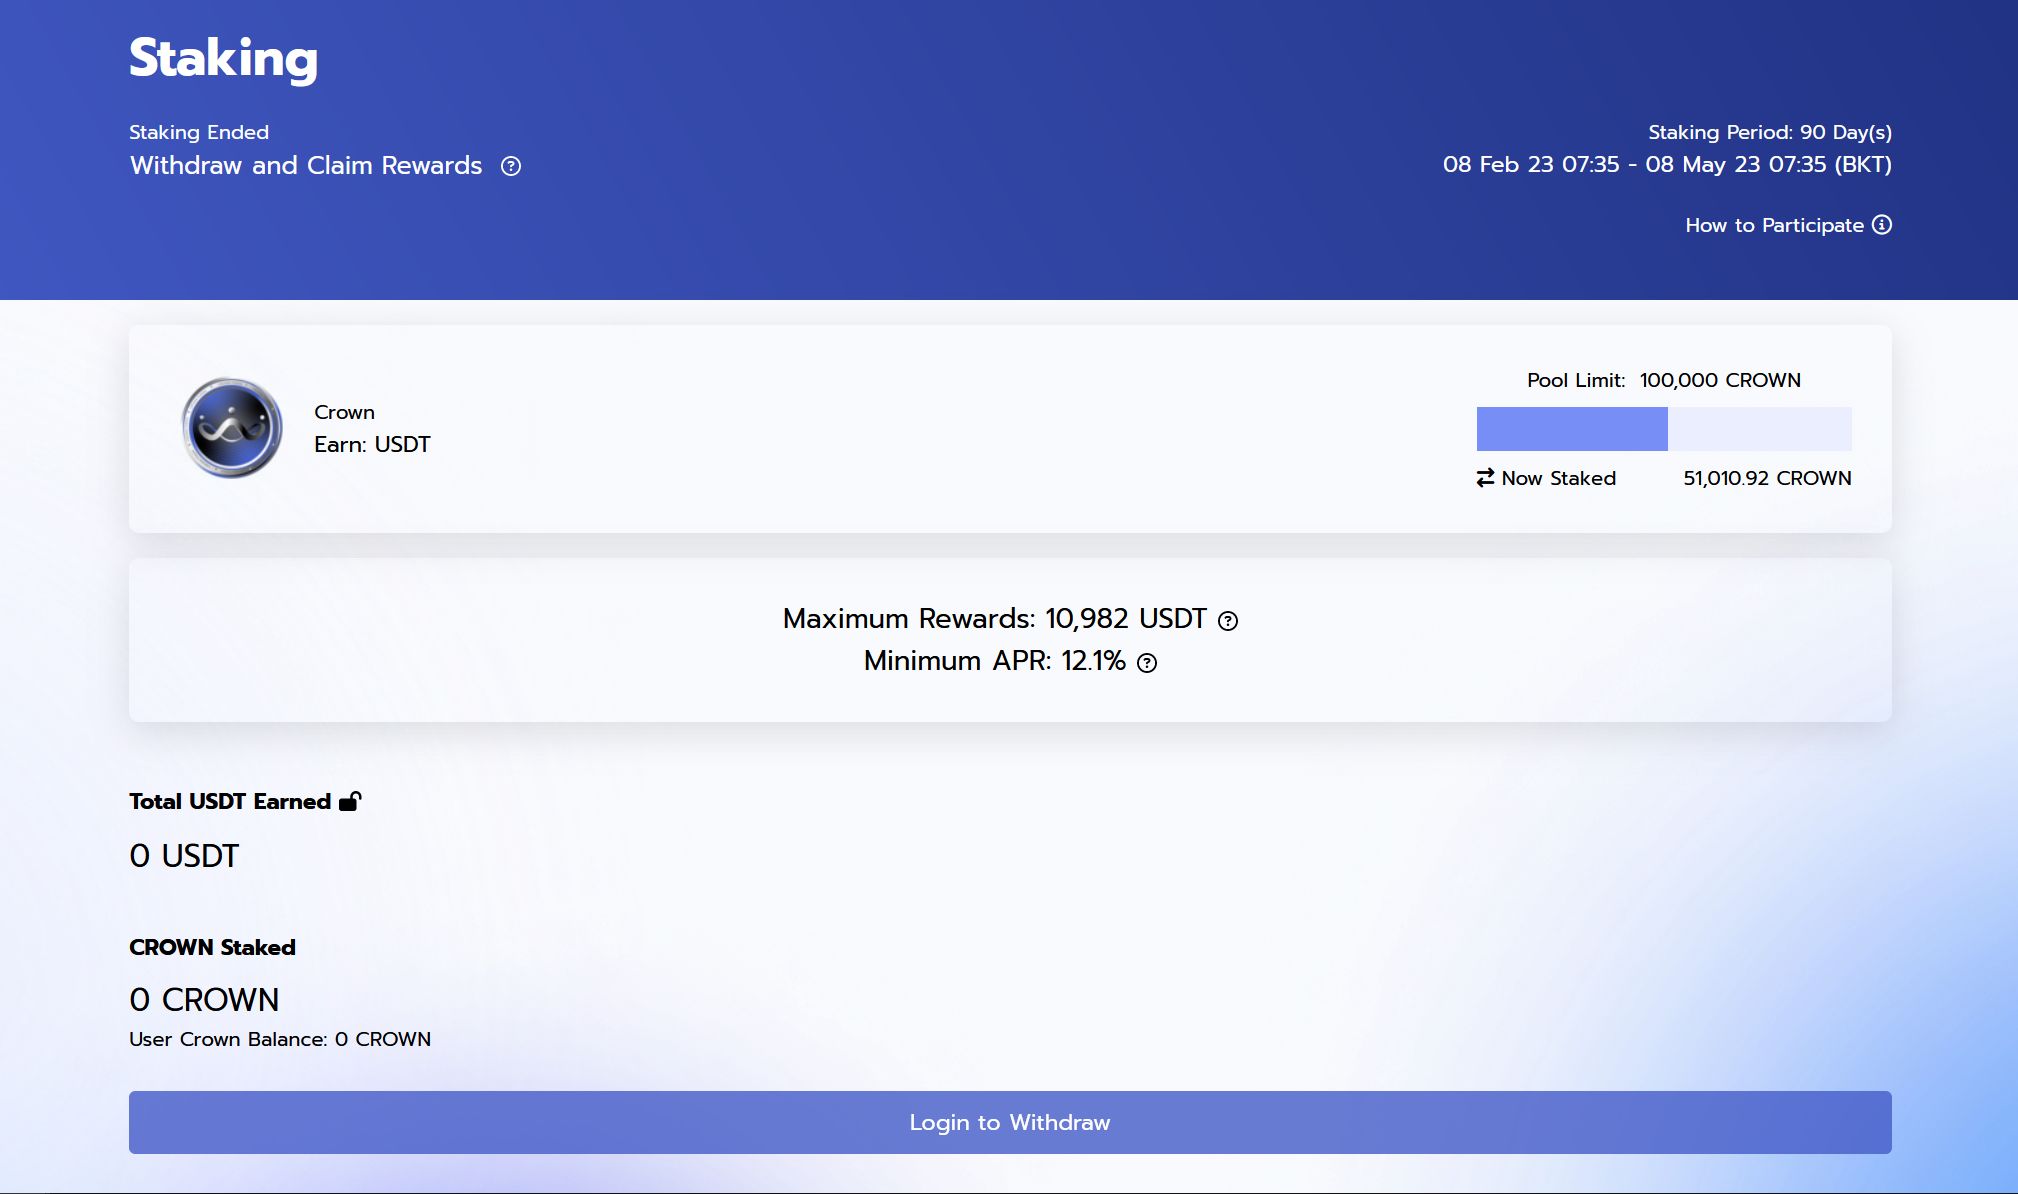 Staking
Staking Ended
Withdraw and Claim Rewards
Staking Period: 90 Day(s)
08 Feb 23 07:35 - 08 May 23 07:35 (BKT)
How to Participate
Crown
Earn: USDT
Pool Limit: 100,000 CROWN
Now Staked 51,010.92 CROWN
Maximum Rewards: 10,982 USDT
Minimum APR: 12.1%
Total USDT Earned
0 USDT
CROWN Staked
0 CROWN
User Crown Balance: 0 CROWN
Login to Withdraw